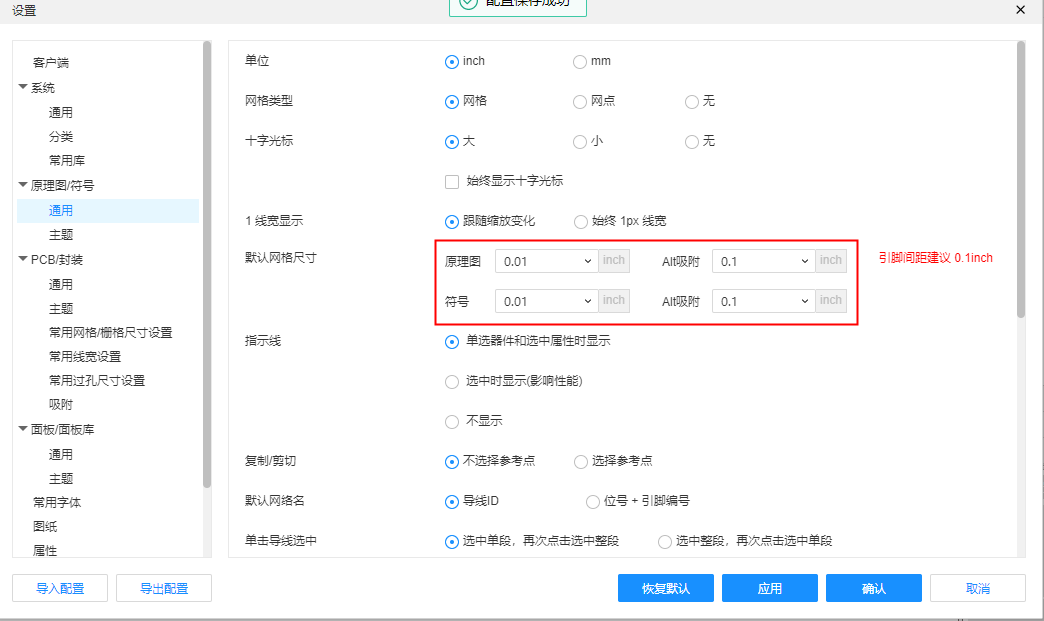 设置
配置保存成功
客户端
系统
通用
分类
常用库
原理图/符号
通用
主题
PCB/封装
通用
主题
常用网格/栅格尺寸设置
常用线宽设置
常用过孔尺寸设置
吸附
面板/面板库
通用
主题
常用字体
图纸
属性
单位 inch mm
网格类型 网格 网点 无
十字光标 大 小 无
始终显示十字光标
1 线宽显示 跟随缩放变化 始终 1px 线宽
默认网格尺寸 原理图 0.01 inch Alt吸附 0.1 inch 引脚间距建议 0.1inch
符号 0.01 inch Alt吸附 0.1 inch
指示线 单选器件和选中属性时显示
选中时显示(影响性能)
不显示
复制/剪切 不选择参考点 选择参考点
默认网络名 导线ID 位号 + 引脚编号
单击导线选中 选中单段，再次点击选中整段 选中整段，再次点击选中单段
导入配置 导出配置 恢复默认 应用 确认 取消